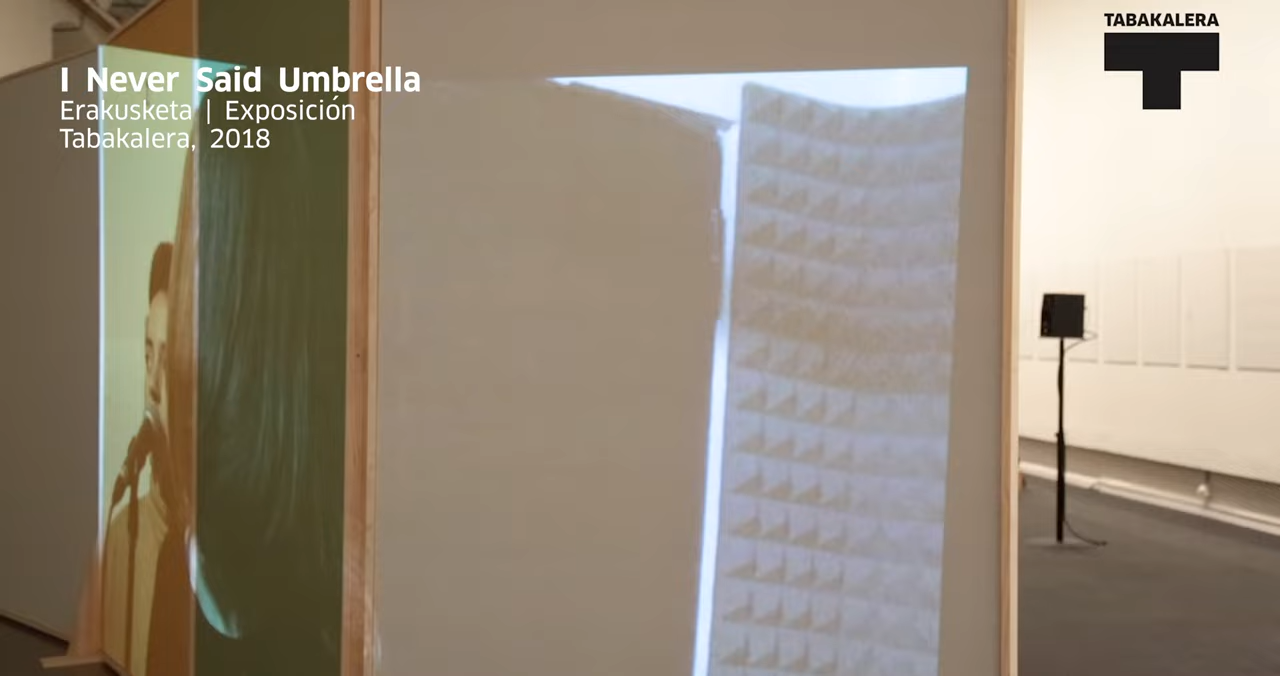 I Never Said Umbrella
Erakusketa | Exposición
Tabakalera, 2018
TABAKALERA